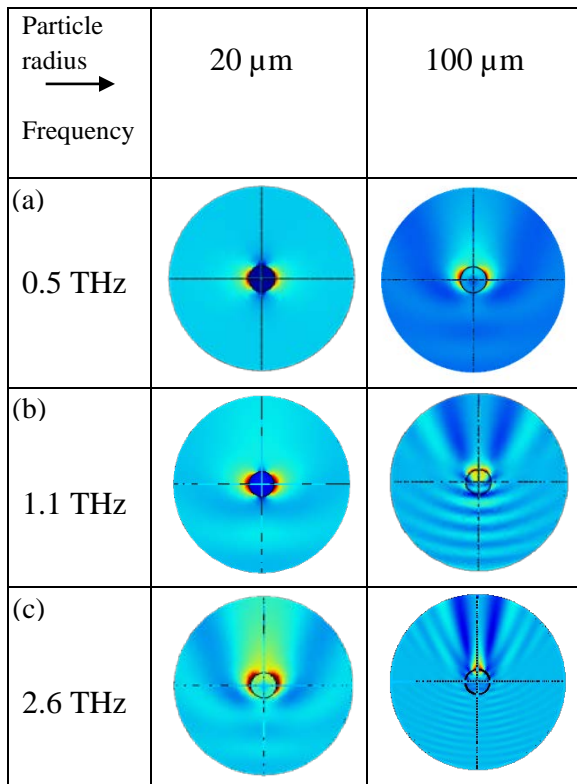 Particle
radius
Frequency
20 µm
100 µm
(a)
0.5 THz
(b)
1.1 THz
(c)
2.6 THz